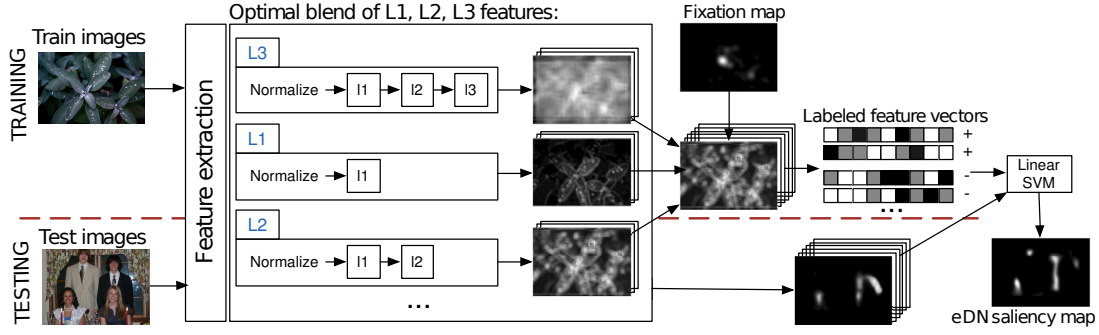 Optimal blend of L1, L2, L3 features:
TRAINING
Train images
Feature extraction
L3
Normalize l1 l2 l3
L1
Normalize l1
L2
Normalize l1 l2
...
Fixation map
Labeled feature vectors
+
+
-
-
...
Linear
SVM
TESTING
Test images
eDN saliency map